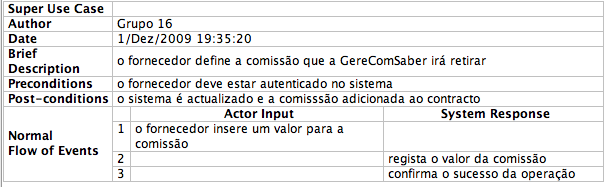 Super Use Case
Author Grupo 16
Date 1/Dez/2009 19:35:20
Brief Description o fornecedor define a comissão que a GereComSaber irá retirar
Preconditions o fornecedor deve estar autenticado no sistema
Post-conditions o sistema é actualizado e a comisssão adicionada ao contracto
Normal Flow of Events
Actor Input System Response
1 o fornecedor insere um valor para a
comissão
2 regista o valor da comissão
3 confirma o sucesso da operação